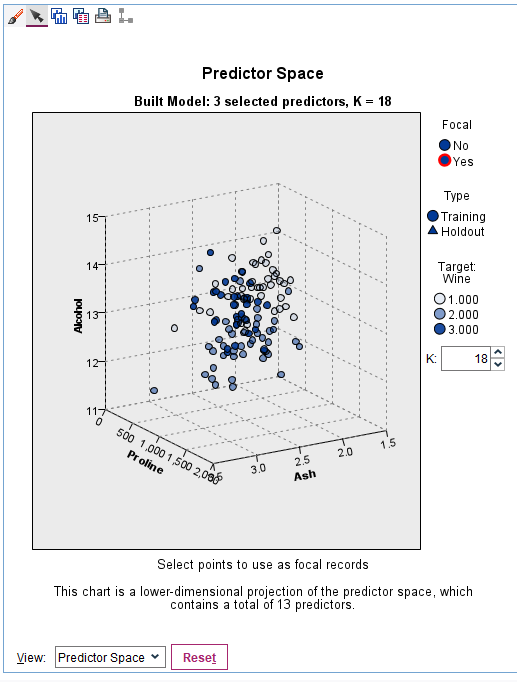 Predictor Space
Built Model: 3 selected predictors, K = 18
Focal
No
Yes
Type
Training
Holdout
Target:
Wine
1.000
2.000
3.000
K: 18
15
14
13
12
11
Alcohol
0
500
1,000
1,500
Proline
3.0
2.5
2.0
1.5
Ash
Select points to use as focal records
This chart is a lower-dimensional projection of the predictor space, which
contains a total of 13 predictors.
View: Predictor Space Reset